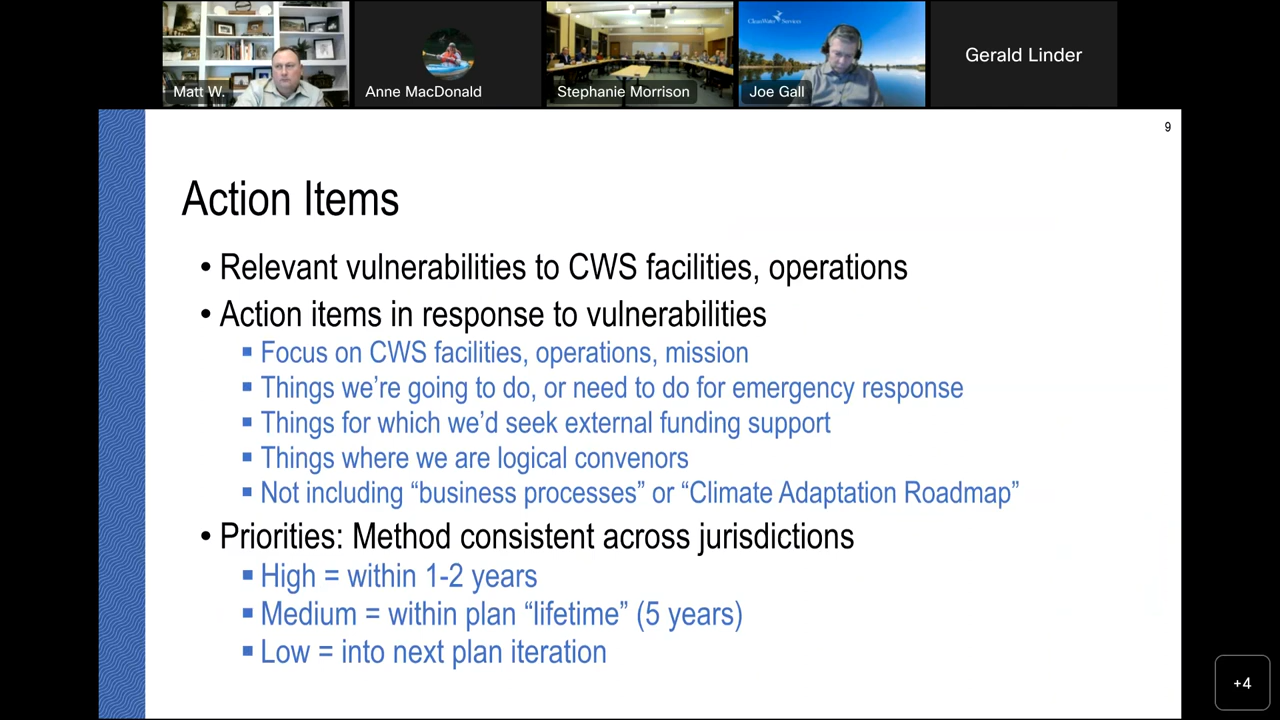 CleanWater Services
Matt W.
Anne MacDonald
Stephanie Morrison
Joe Gall
Gerald Linder
9
Action Items
• Relevant vulnerabilities to CWS facilities, operations
• Action items in response to vulnerabilities
▪ Focus on CWS facilities, operations, mission
▪ Things we’re going to do, or need to do for emergency response
▪ Things for which we’d seek external funding support
▪ Things where we are logical convenors
▪ Not including “business processes” or “Climate Adaptation Roadmap”
• Priorities: Method consistent across jurisdictions
▪ High = within 1-2 years
▪ Medium = within plan “lifetime” (5 years)
▪ Low = into next plan iteration
+4